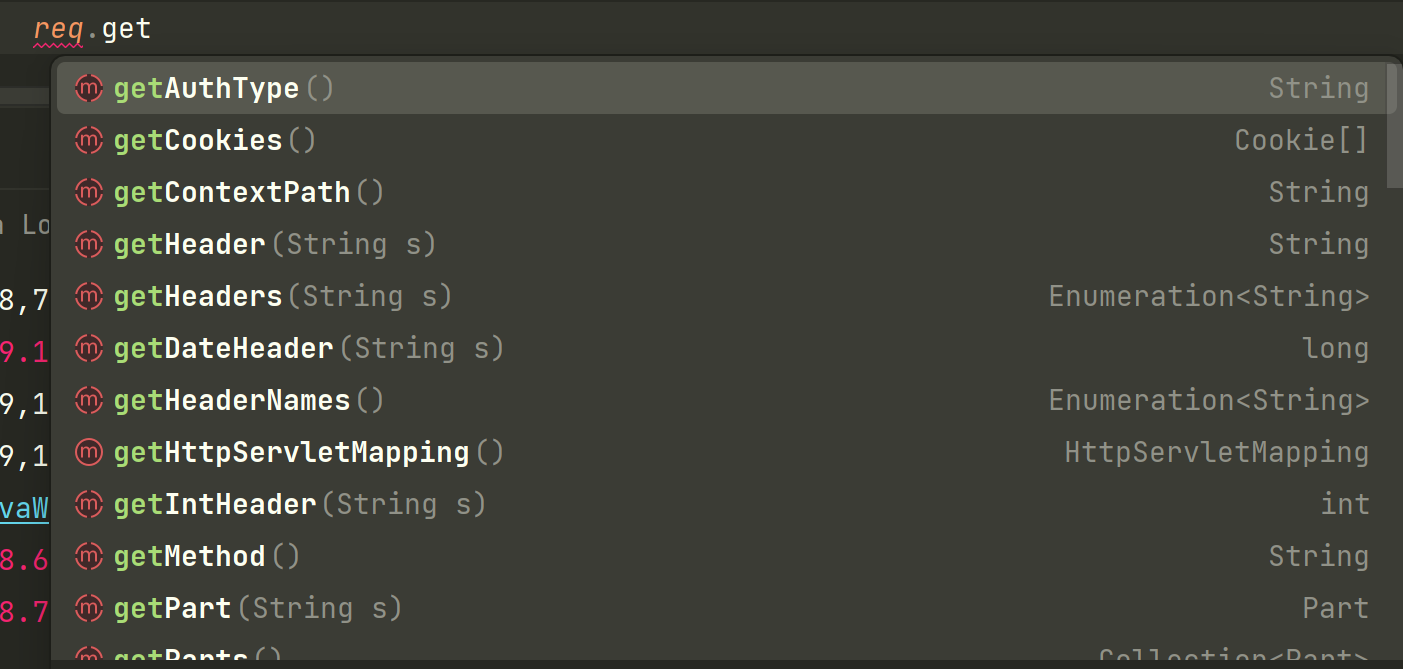 req.get
getAuthType() String
getCookies() Cookie[]
getContextPath() String
Lo
getHeader(String s) String
8,7
getHeaders(String s) Enumeration<String>
9.1
getDateHeader(String s) long
9,1
getHeaderNames() Enumeration<String>
9,1
getHttpServletMapping() HttpServletMapping
vaW
getIntHeader(String s) int
8.6
getMethod() String
8.7
getPart(String s) Part
getParts() Collection<Part>